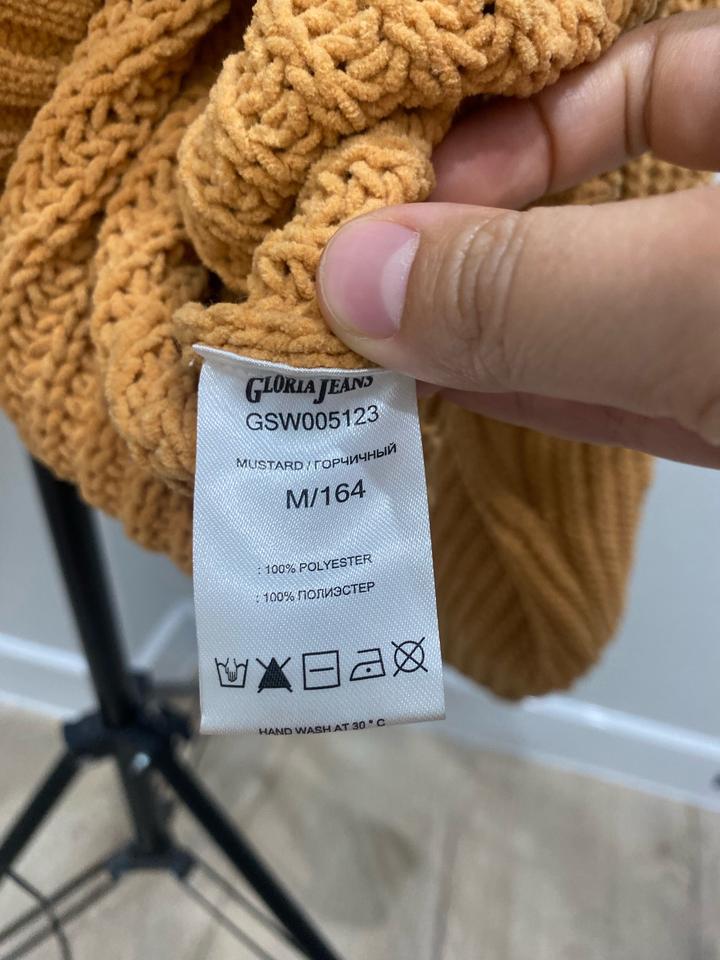 GLORIA JEANS
GSW005123
MUSTARD / ГОРЧИЧНЫЙ
M/164
: 100% POLYESTER
: 100% ПОЛИЭСТЕР
HAND WASH AT 30 ° C